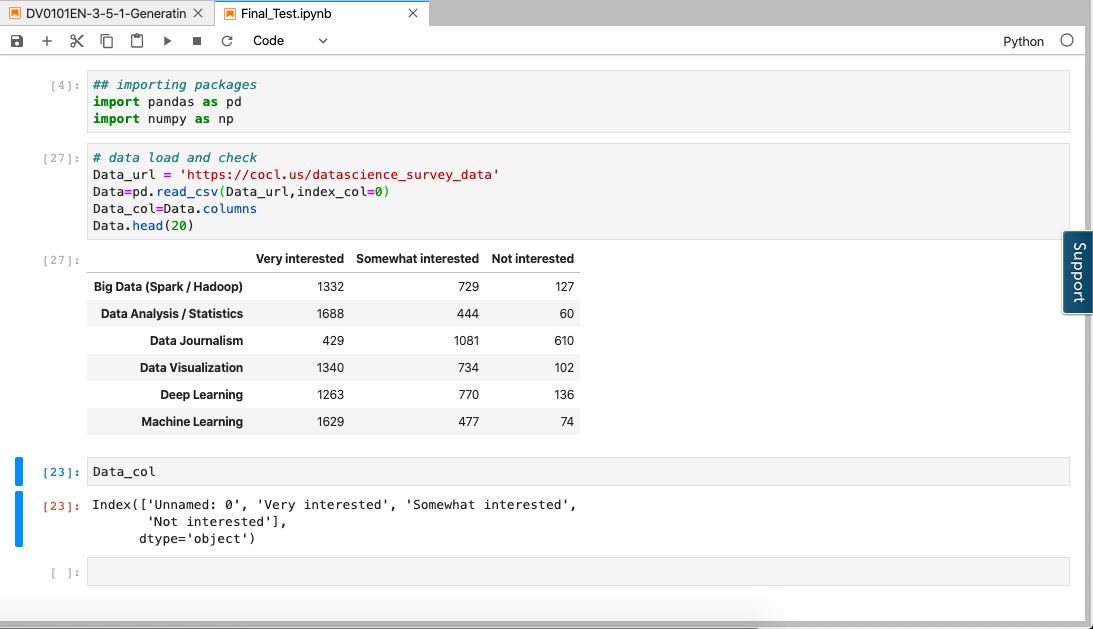 DV0101EN-3-5-1-Generatin
Final_Test.ipynb
Code
Python
[4]:
## importing packages
import pandas as pd
import numpy as np
[27]:
# data load and check
Data_url = 'https://cocl.us/datascience_survey_data'
Data=pd.read_csv(Data_url,index_col=0)
Data_col=Data.columns
Data.head(20)
[27]:
Very interested Somewhat interested Not interested
Big Data (Spark / Hadoop) 1332 729 127
Data Analysis / Statistics 1688 444 60
Data Journalism 429 1081 610
Data Visualization 1340 734 102
Deep Learning 1263 770 136
Machine Learning 1629 477 74
[23]:
Data_col
[23]:
Index(['Unnamed: 0', 'Very interested', 'Somewhat interested',
'Not interested'],
dtype='object')
[ ]:
Support